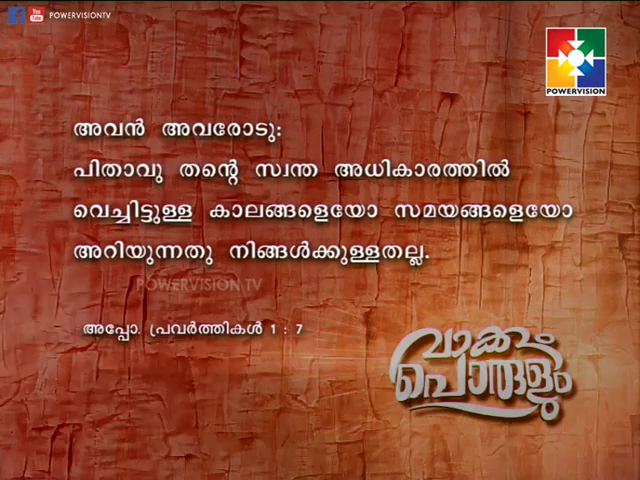 POWERVISIONTV
POWERVISION
അവൻ അവരോടു:
പിതാവു തന്റെ സ്വന്ത അധികാരത്തിൽ
വെച്ചിട്ടുള്ള കാലങ്ങളെയോ സമയങ്ങളെയോ
അറിയുന്നതു നിങ്ങൾക്കുള്ളതല്ല.
POWERVISION TV
അപ്പോ. പ്രവർത്തികൾ 1 : 7
വാക്കും
പൊരുളും